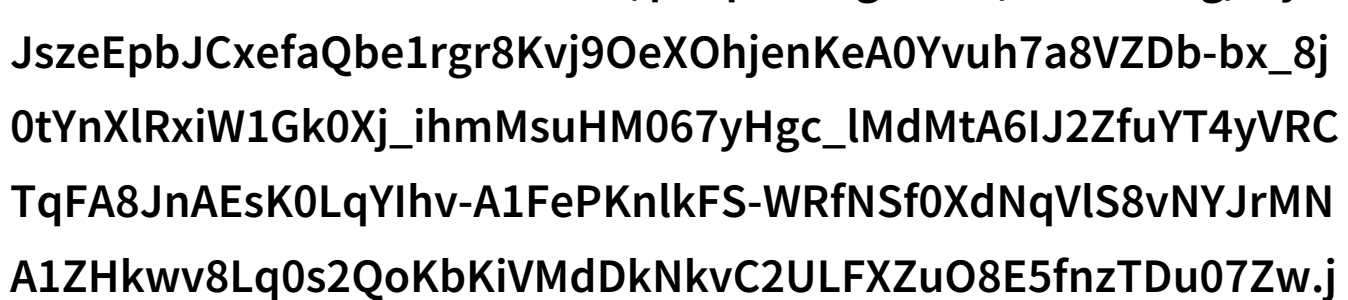 JszeEpbJCxefaQbe1rgr8Kvj9OeXOhjenKeA0Yvuh7a8VZDb-bx_8j
0tYnXlRxiW1Gk0Xj_ihmMsuHM067yHgc_lMdMtA6IJ2ZfuYT4yVRC
TqFA8JnAEsK0LqYIhv-A1FePKnlkFS-WRfNSf0XdNqVlS8vNYJrMN
A1ZHkwv8Lq0s2QoKbKiVMdDkNkvC2ULFXZuO8E5fnzTDu07Zw.j